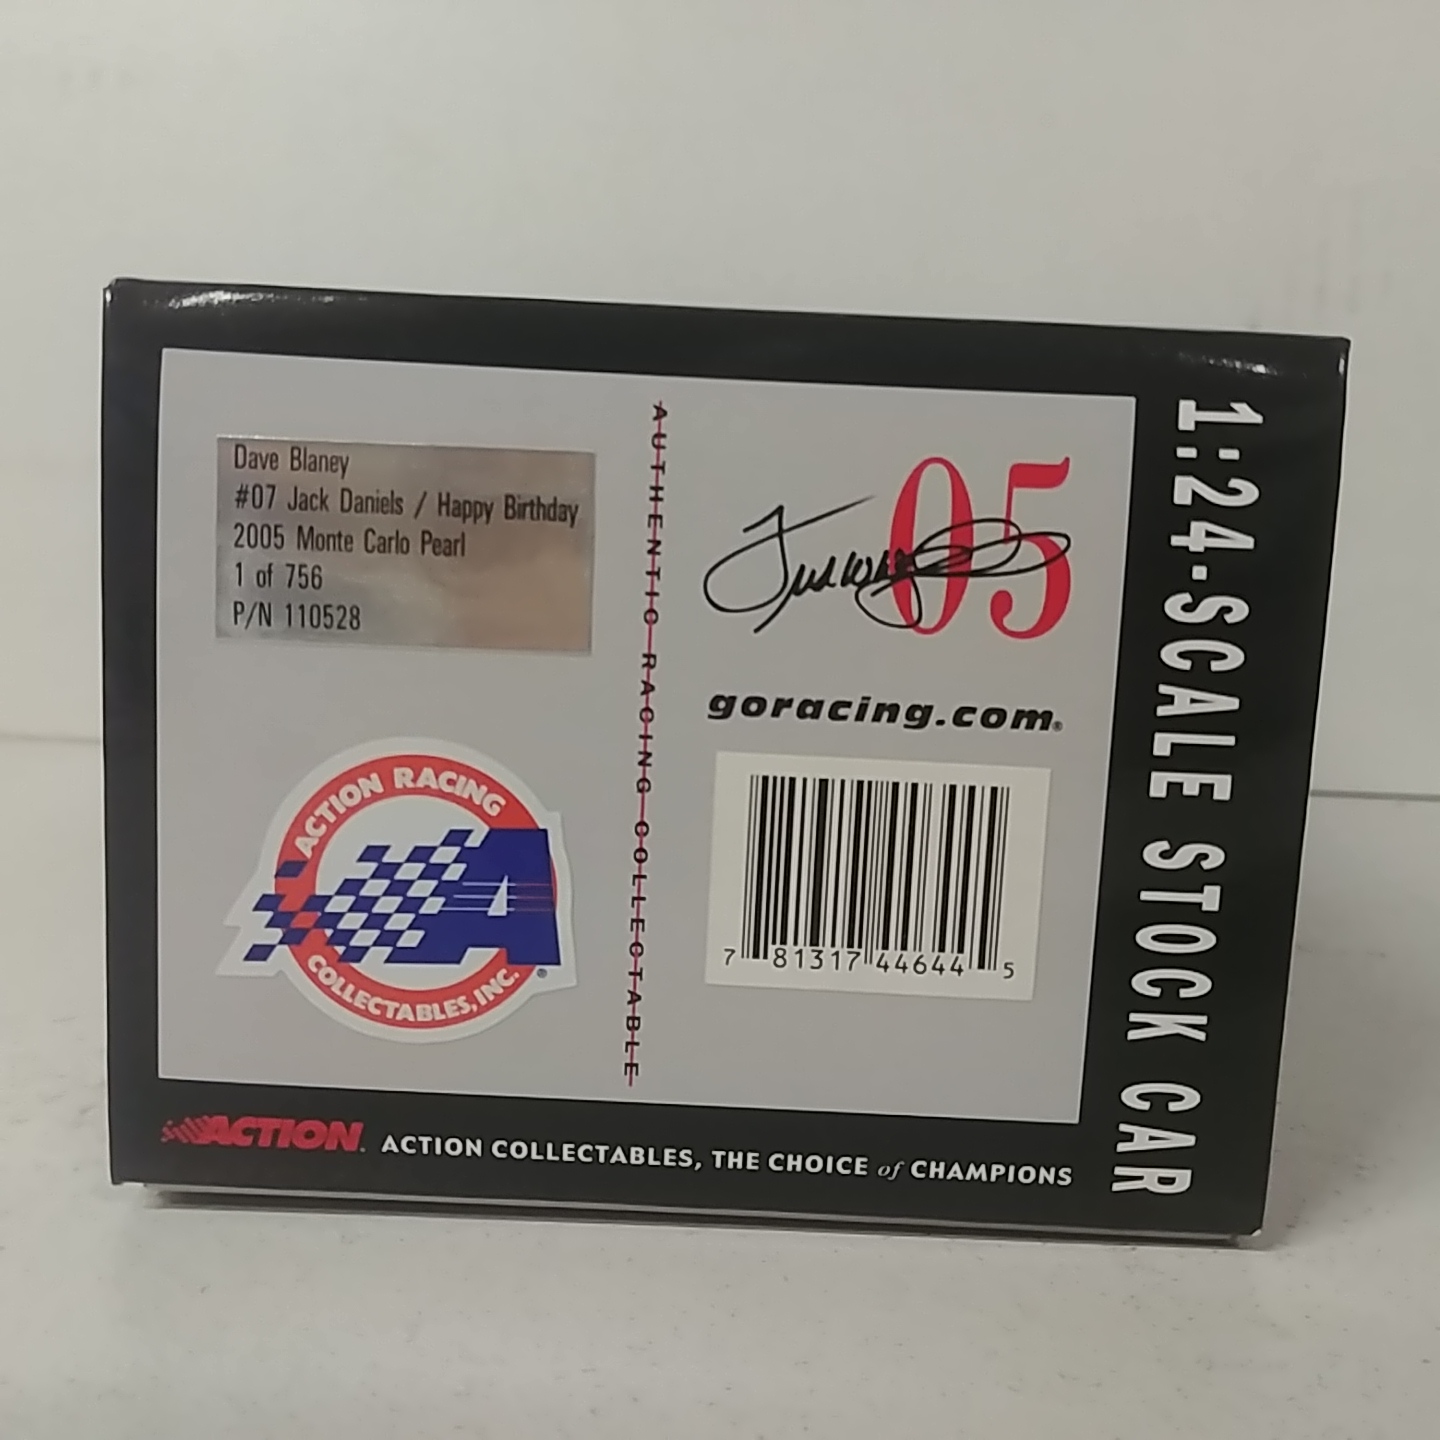 Dave Blaney
#07 Jack Daniels / Happy Birthday
2005 Monte Carlo Pearl
1 of 756
P/N 110528
ACTION RACING
COLLECTABLES, INC.
®
AUTHENTIC RACING COLLECTABLE
05
goracing.com®
7 81317 44644 5
1:24-SCALE STOCK CAR
ACTION.
ACTION COLLECTABLES, THE CHOICE of CHAMPIONS